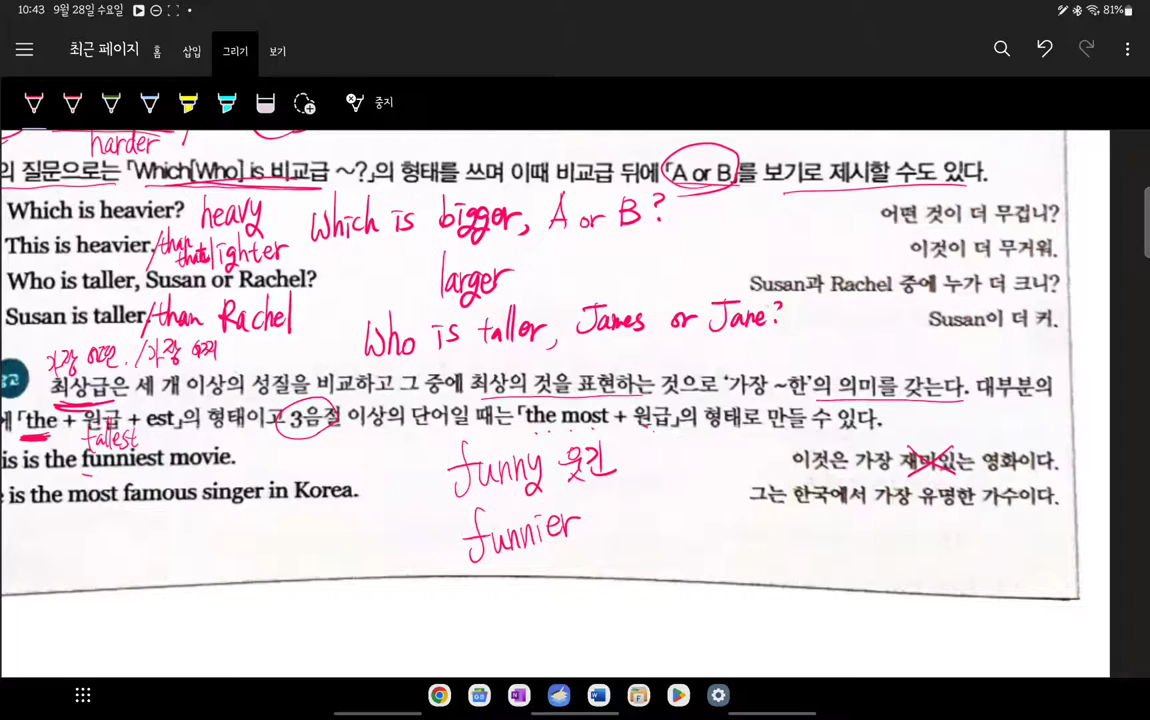 10:43 9월 28일 수요일 81%
최근 페이지 홈 삽입 그리기 보기
중지
harder
의 질문으로는 「Which[Who] is 비교급 ~?」의 형태를 쓰며 이때 비교급 뒤에 「A or B」를 보기로 제시할 수도 있다.
Which is heavier? heavy Which is bigger, A or B? 어떤 것이 더 무겁니?
This is heavier. /than that lighter 이것이 더 무거워.
Who is taller, Susan or Rachel? larger Susan과 Rachel 중에 누가 더 크니?
Susan is taller /than Rachel Who is taller, James or Jane? Susan이 더 커.
가장 /가장
최상급은 세 개 이상의 성질을 비교하고 그 중에 최상의 것을 표현하는 것으로 '가장 ~한'의 의미를 갖는다. 대부분의
에 「the + 원급 + est」의 형태이고 3음절 이상의 단어일 때는 「the most + 원급」의 형태로 만들 수 있다.
tallest
is is the funniest movie. funny 웃긴 이것은 가장 재미있는 영화이다.
is the most famous singer in Korea. 그는 한국에서 가장 유명한 가수이다.
funnier